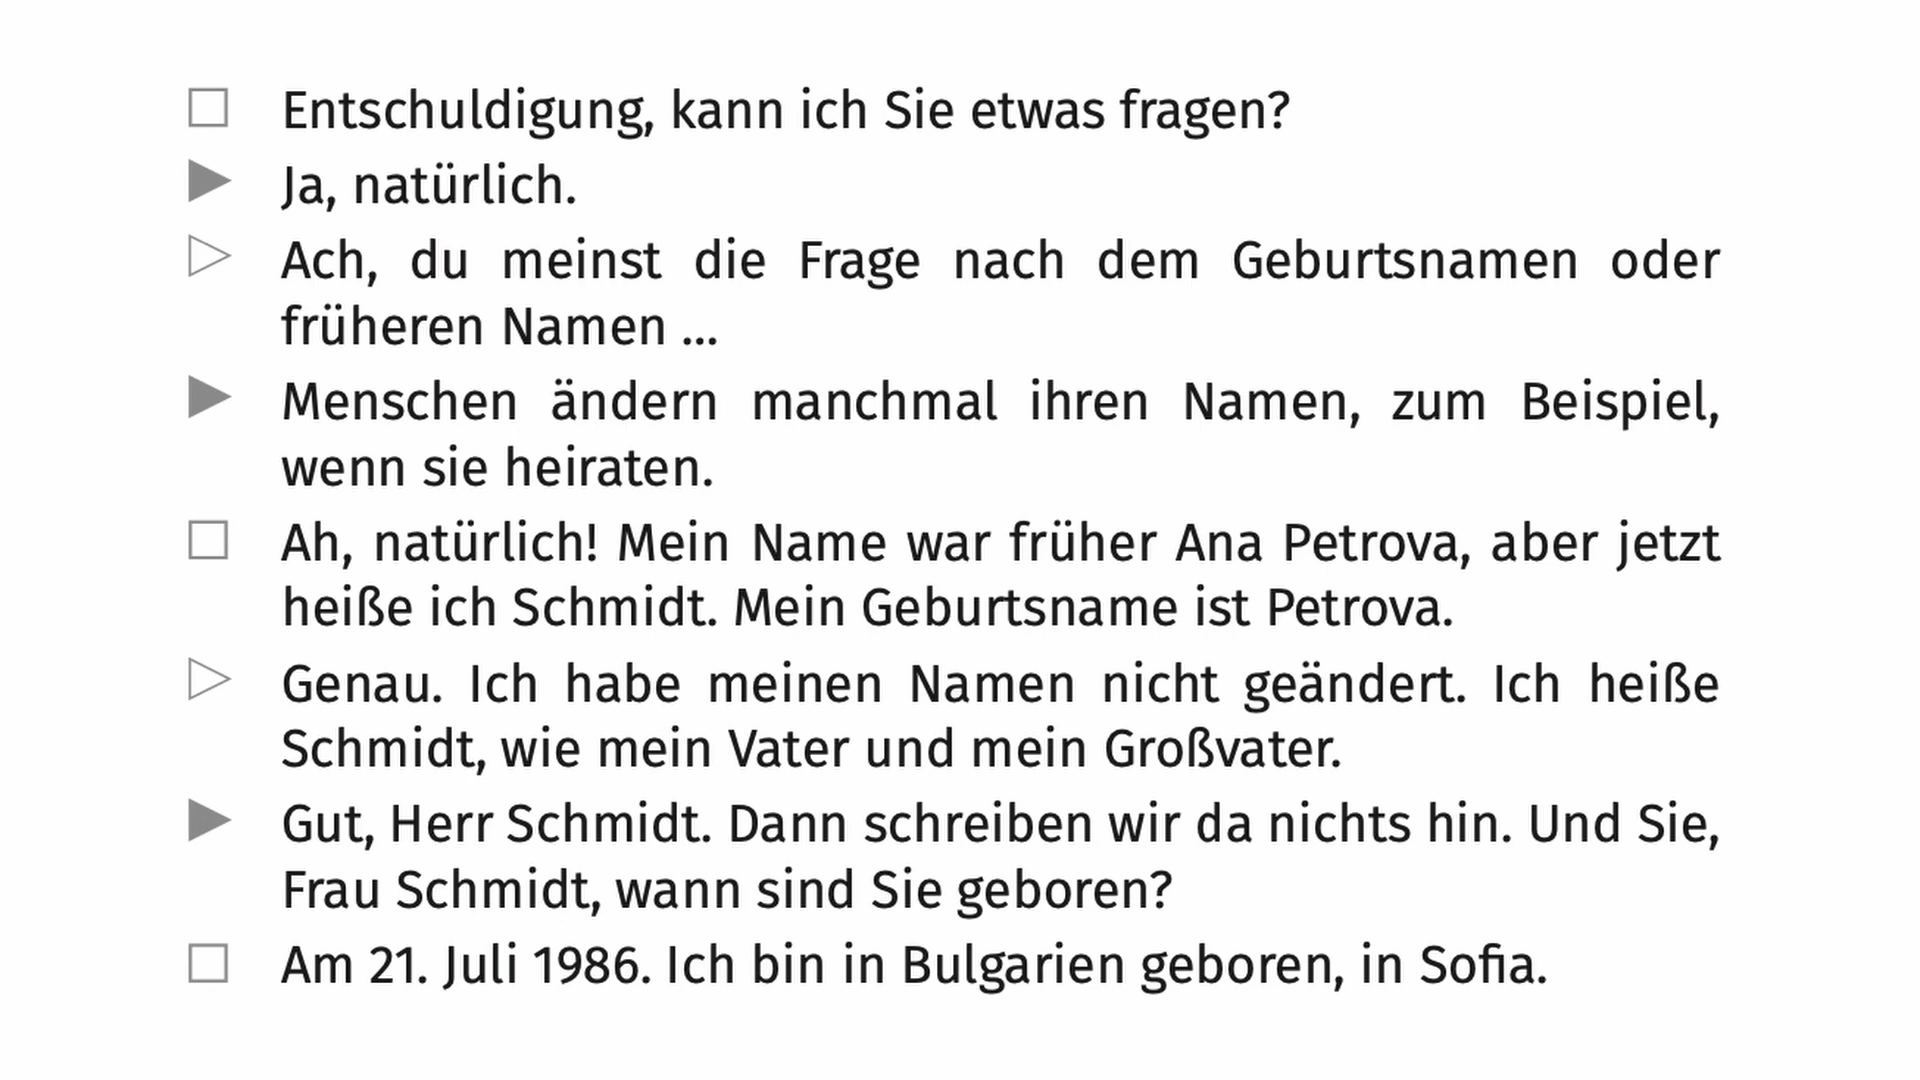 □ Entschuldigung, kann ich Sie etwas fragen?
▶ Ja, natürlich.
▷ Ach, du meinst die Frage nach dem Geburtsnamen oder
früheren Namen ...
▶ Menschen ändern manchmal ihren Namen, zum Beispiel,
wenn sie heiraten.
□ Ah, natürlich! Mein Name war früher Ana Petrova, aber jetzt
heiße ich Schmidt. Mein Geburtsname ist Petrova.
▷ Genau. Ich habe meinen Namen nicht geändert. Ich heiße
Schmidt, wie mein Vater und mein Großvater.
▶ Gut, Herr Schmidt. Dann schreiben wir da nichts hin. Und Sie,
Frau Schmidt, wann sind Sie geboren?
□ Am 21. Juli 1986. Ich bin in Bulgarien geboren, in Sofia.